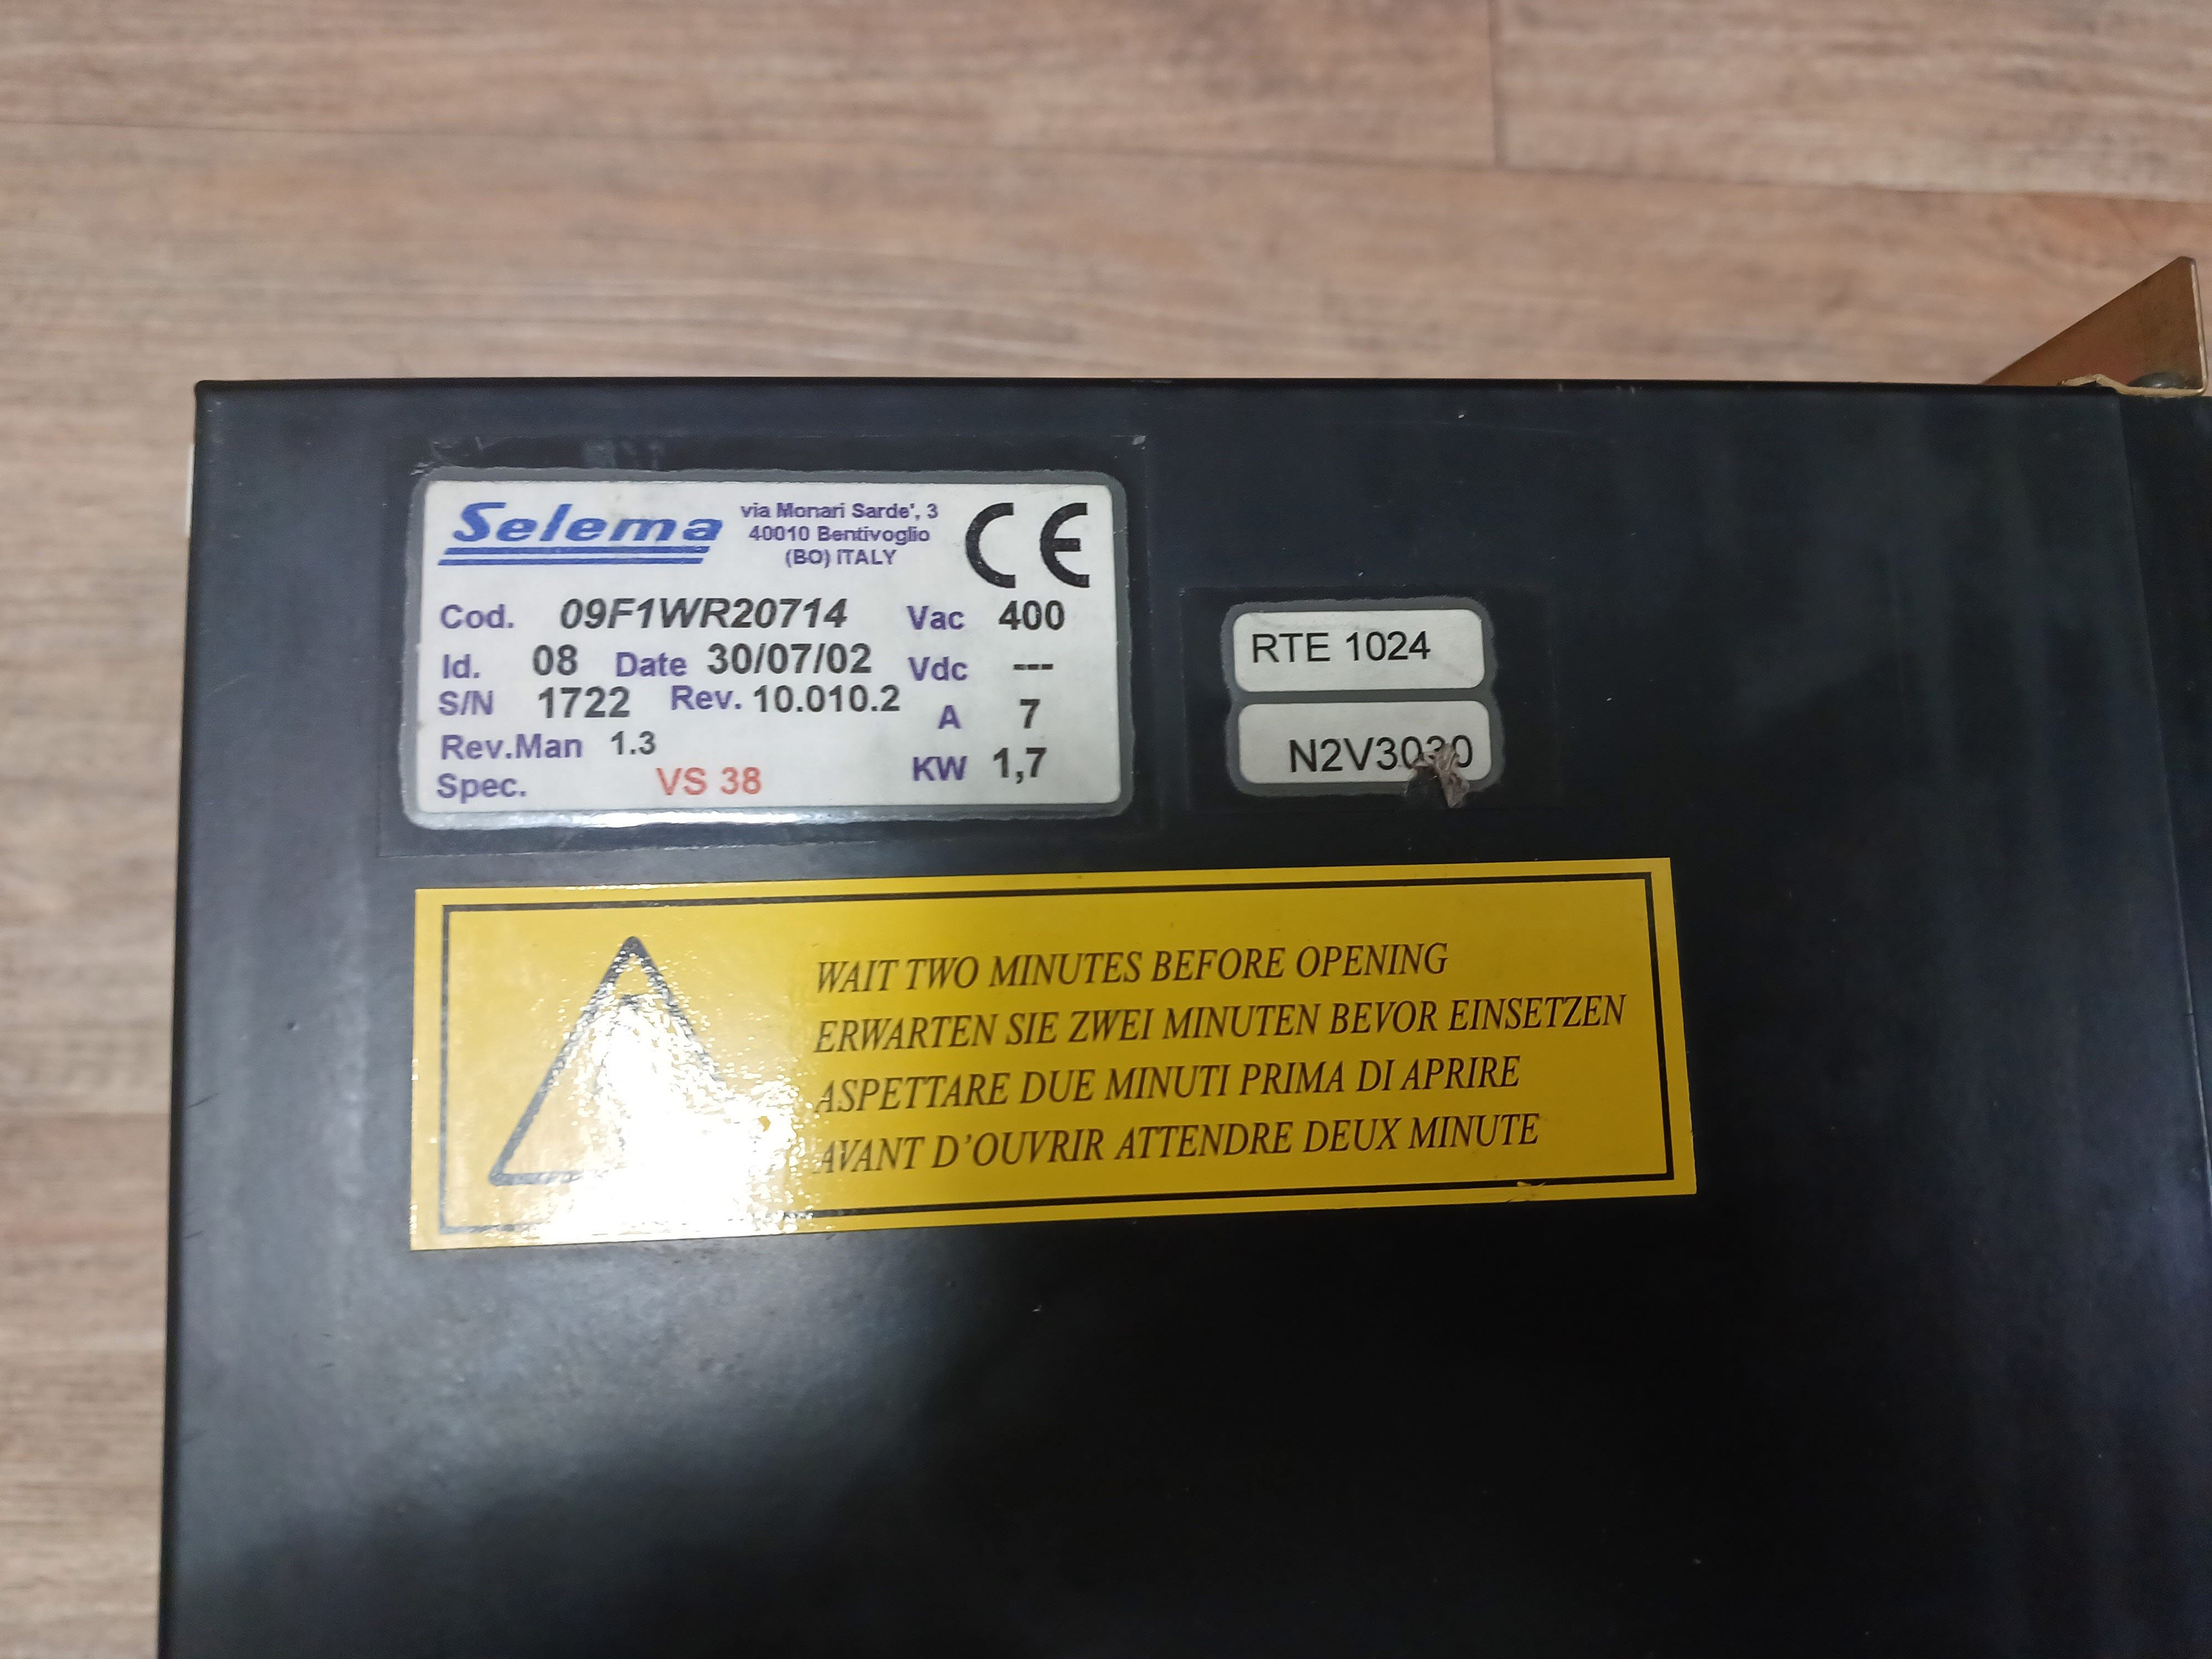 Selema
via Monari Sarde', 3
40010 Bentivoglio
(BO) ITALY
CE
Cod. 09F1WR20714 Vac 400
Id. 08 Date 30/07/02 Vdc ---
S/N 1722 Rev. 10.010.2 A 7
Rev.Man 1.3
Spec. VS 38 KW 1,7
RTE 1024
WAIT TWO MINUTES BEFORE OPENING
ERWARTEN SIE ZWEI MINUTEN BEVOR EINSETZEN
ASPETTARE DUE MINUTI PRIMA DI APRIRE
AVANT D'OUVRIR ATTENDRE DEUX MINUTE